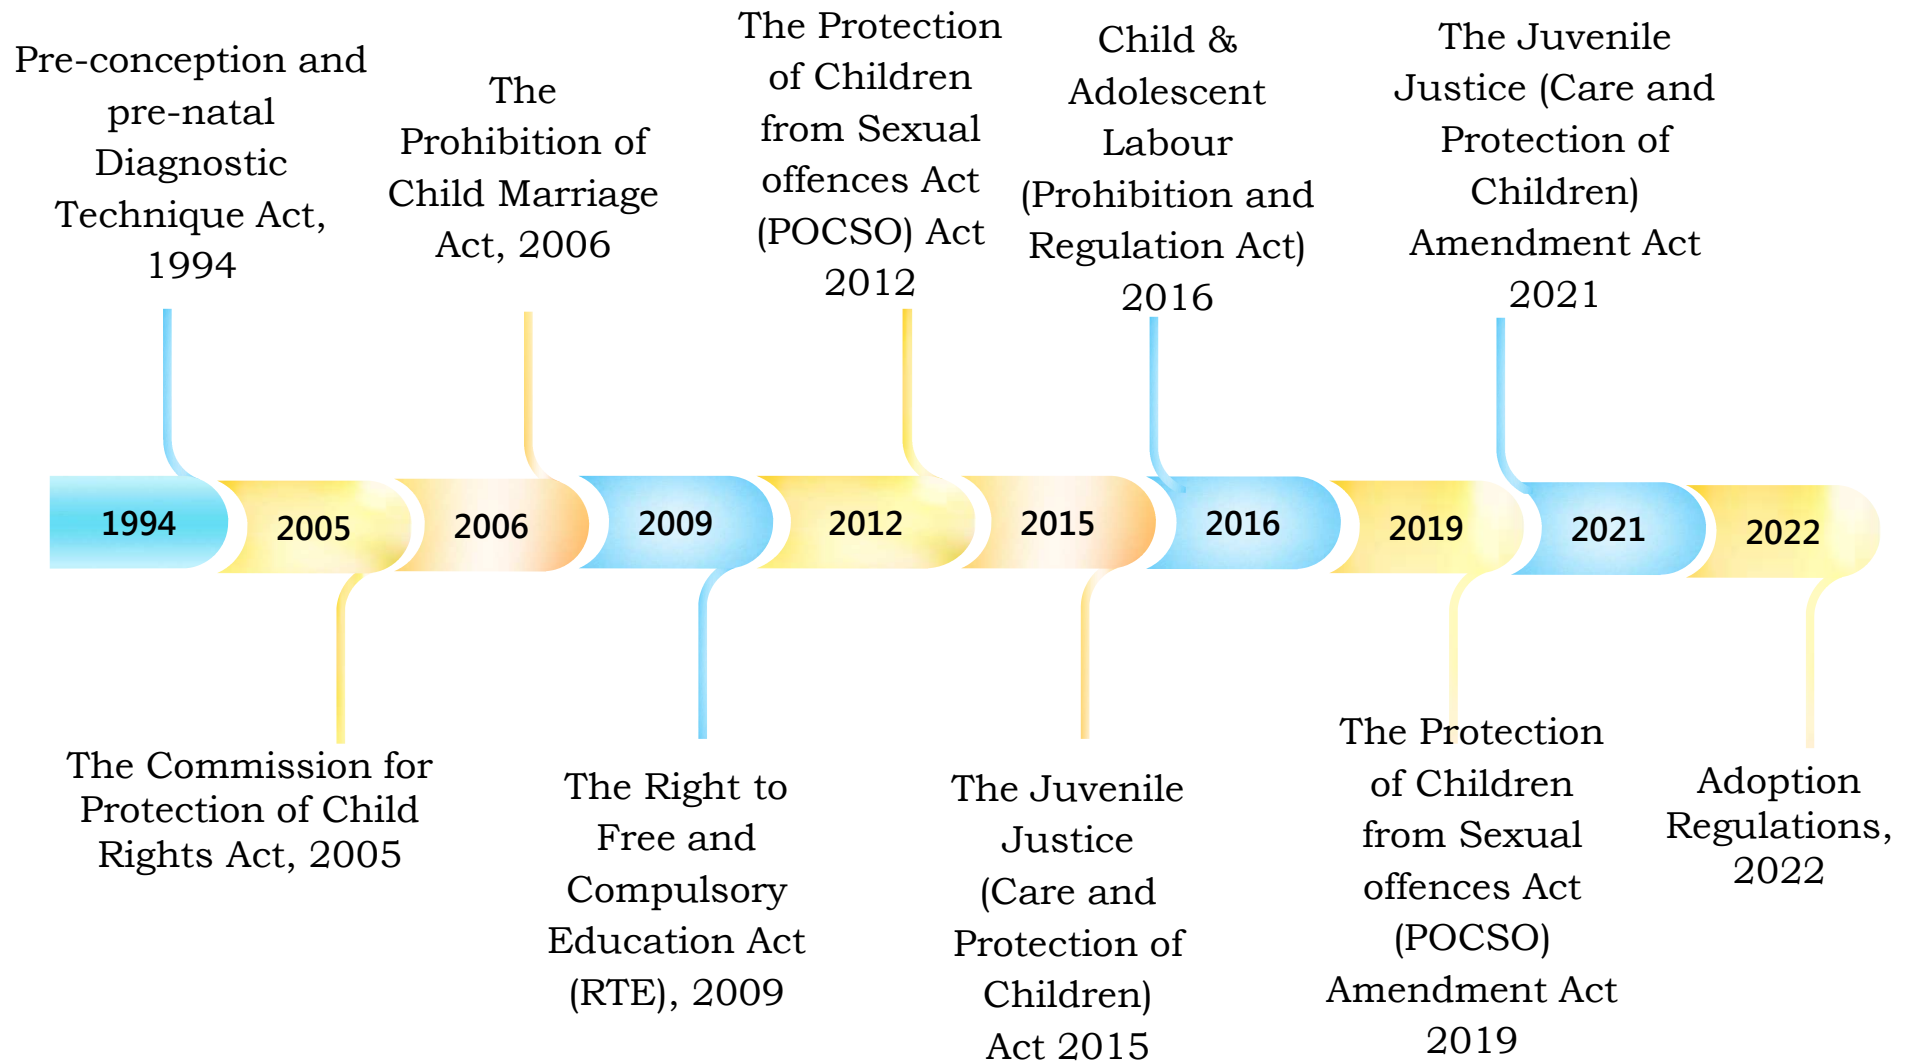 Pre-conception and
pre-natal
Diagnostic
Technique Act,
1994
The
Prohibition of
Child Marriage
Act, 2006
The Protection
of Children
from Sexual
offences Act
(POCSO) Act
2012
Child &
Adolescent
Labour
(Prohibition and
Regulation Act)
2016
The Juvenile
Justice (Care and
Protection of
Children)
Amendment Act
2021
1994
2005
2006
2009
2012
2015
2016
2019
2021
2022
The Commission for
Protection of Child
Rights Act, 2005
The Right to
Free and
Compulsory
Education Act
(RTE), 2009
The Juvenile
Justice
(Care and
Protection of
Children)
Act 2015
The Protection
of Children
from Sexual
offences Act
(POCSO)
Amendment Act
2019
Adoption
Regulations,
2022